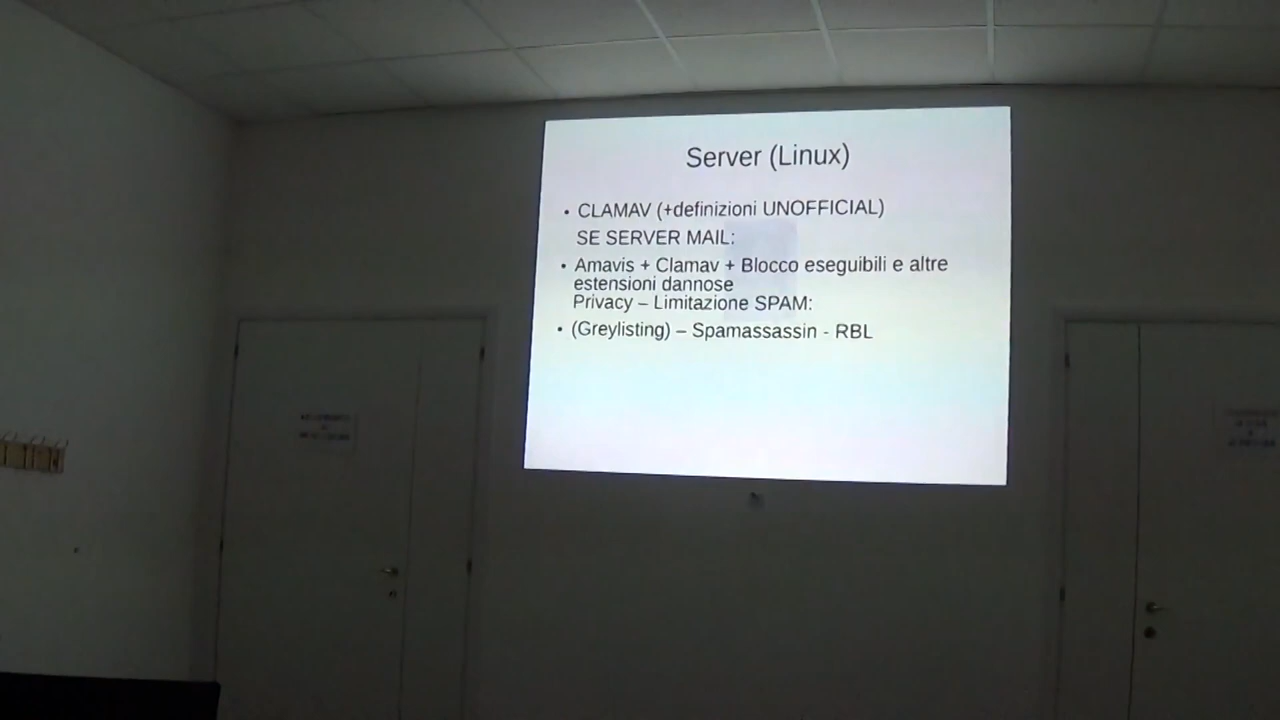 Server (Linux)
• CLAMAV (+definizioni UNOFFICIAL)
SE SERVER MAIL:
• Amavis + Clamav + Blocco eseguibili e altre
estensioni dannose
Privacy – Limitazione SPAM:
• (Greylisting) – Spamassassin - RBL